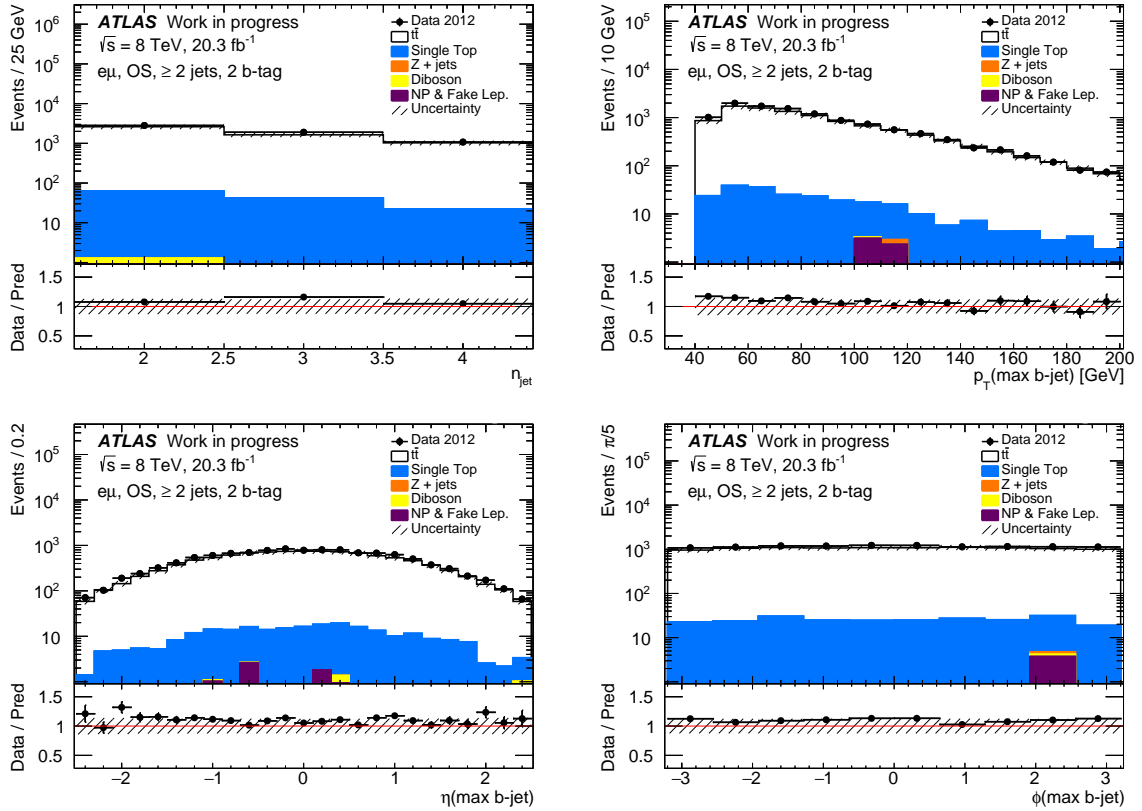 Events / 25 GeV
10⁶
10⁵
10⁴
10³
10²
10
ATLAS Work in progress
√s = 8 TeV, 20.3 fb⁻¹
eμ, OS, ≥ 2 jets, 2 b-tag
Data 2012
tt̄
Single Top
Z + jets
Diboson
NP & Fake Lep.
Uncertainty
Data / Pred
1.5
1
0.5
2 2.5 3 3.5 4
n_jet
Events / 10 GeV
10⁵
10⁴
10³
10²
10
ATLAS Work in progress
√s = 8 TeV, 20.3 fb⁻¹
eμ, OS, ≥ 2 jets, 2 b-tag
Data 2012
tt̄
Single Top
Z + jets
Diboson
NP & Fake Lep.
Uncertainty
Data / Pred
1.5
1
0.5
40 60 80 100 120 140 160 180 200
p_T(max b-jet) [GeV]
Events / 0.2
10⁵
10⁴
10³
10²
10
ATLAS Work in progress
√s = 8 TeV, 20.3 fb⁻¹
eμ, OS, ≥ 2 jets, 2 b-tag
Data 2012
tt̄
Single Top
Z + jets
Diboson
NP & Fake Lep.
Uncertainty
Data / Pred
1.5
1
0.5
−2 −1 0 1 2
η(max b-jet)
Events / π/5
10⁵
10⁴
10³
10²
10
ATLAS Work in progress
√s = 8 TeV, 20.3 fb⁻¹
eμ, OS, ≥ 2 jets, 2 b-tag
Data 2012
tt̄
Single Top
Z + jets
Diboson
NP & Fake Lep.
Uncertainty
Data / Pred
1.5
1
0.5
−3 −2 −1 0 1 2 3
ϕ(max b-jet)